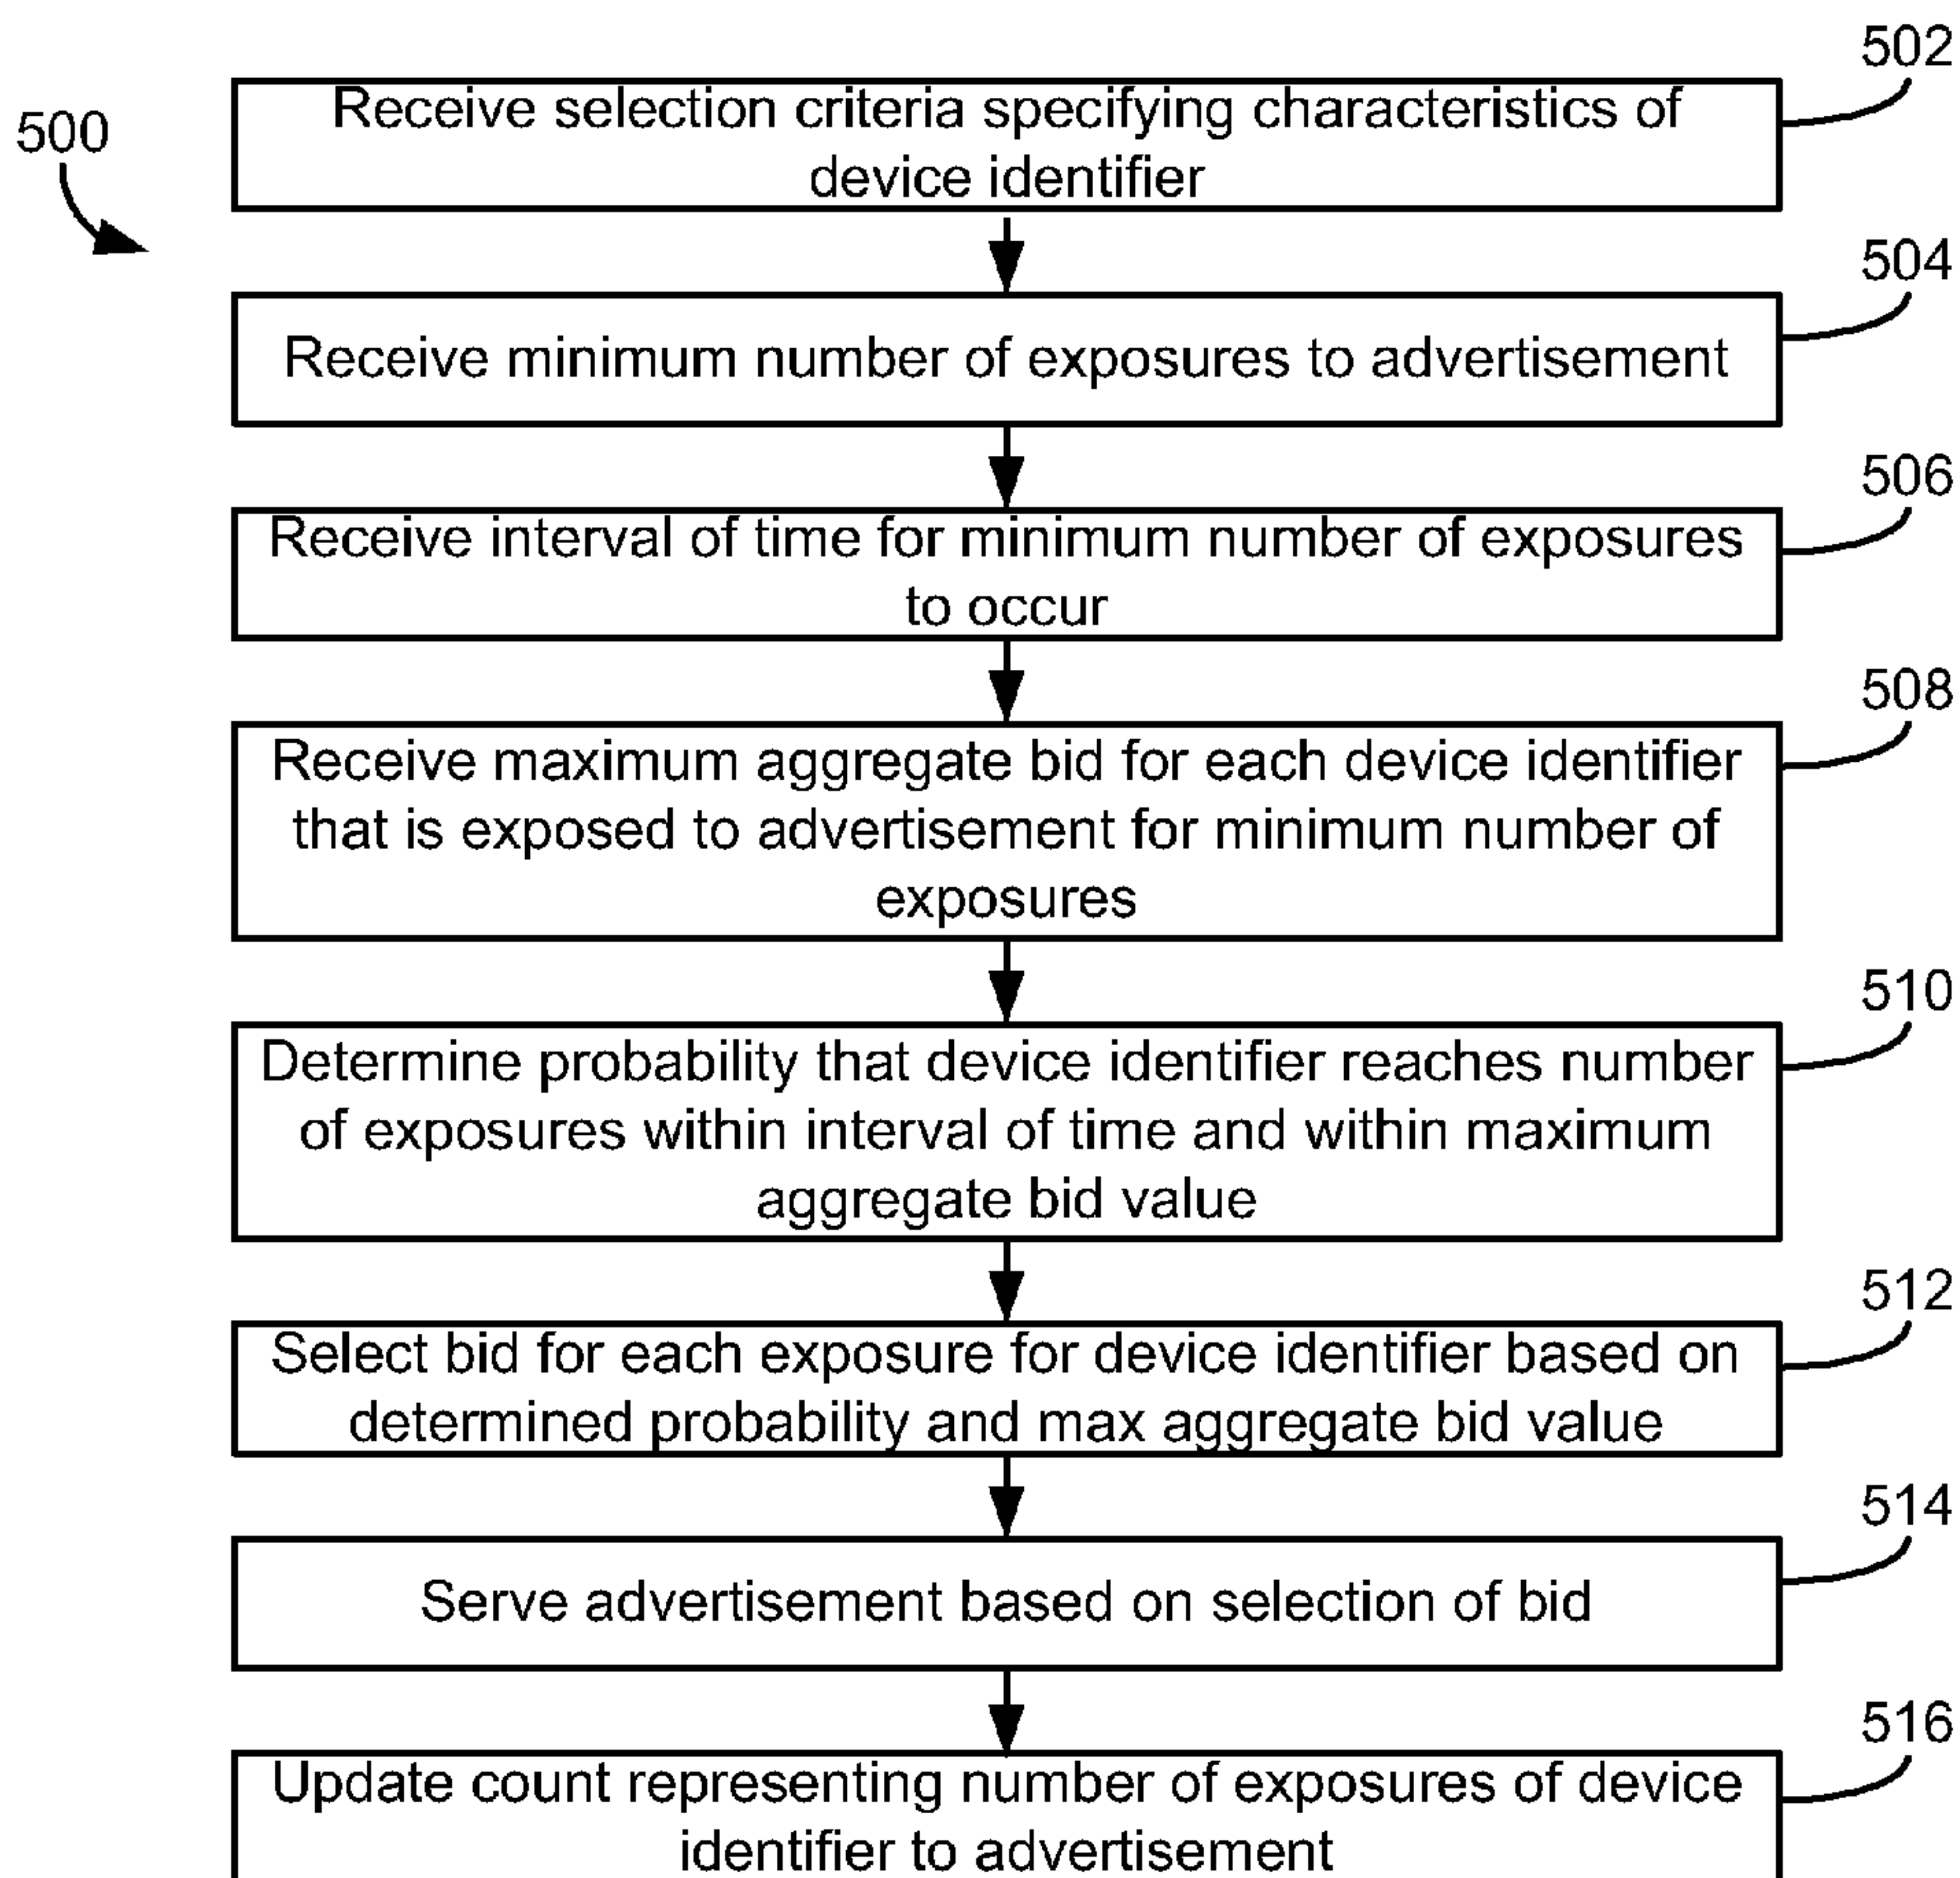 502
Receive selection criteria specifying characteristics of
device identifier
500
504
Receive minimum number of exposures to advertisement
506
Receive interval of time for minimum number of exposures
to occur
508
Receive maximum aggregate bid for each device identifier
that is exposed to advertisement for minimum number of
exposures
510
Determine probability that device identifier reaches number
of exposures within interval of time and within maximum
aggregate bid value
512
Select bid for each exposure for device identifier based on
determined probability and max aggregate bid value
514
Serve advertisement based on selection of bid
516
Update count representing number of exposures of device
identifier to advertisement